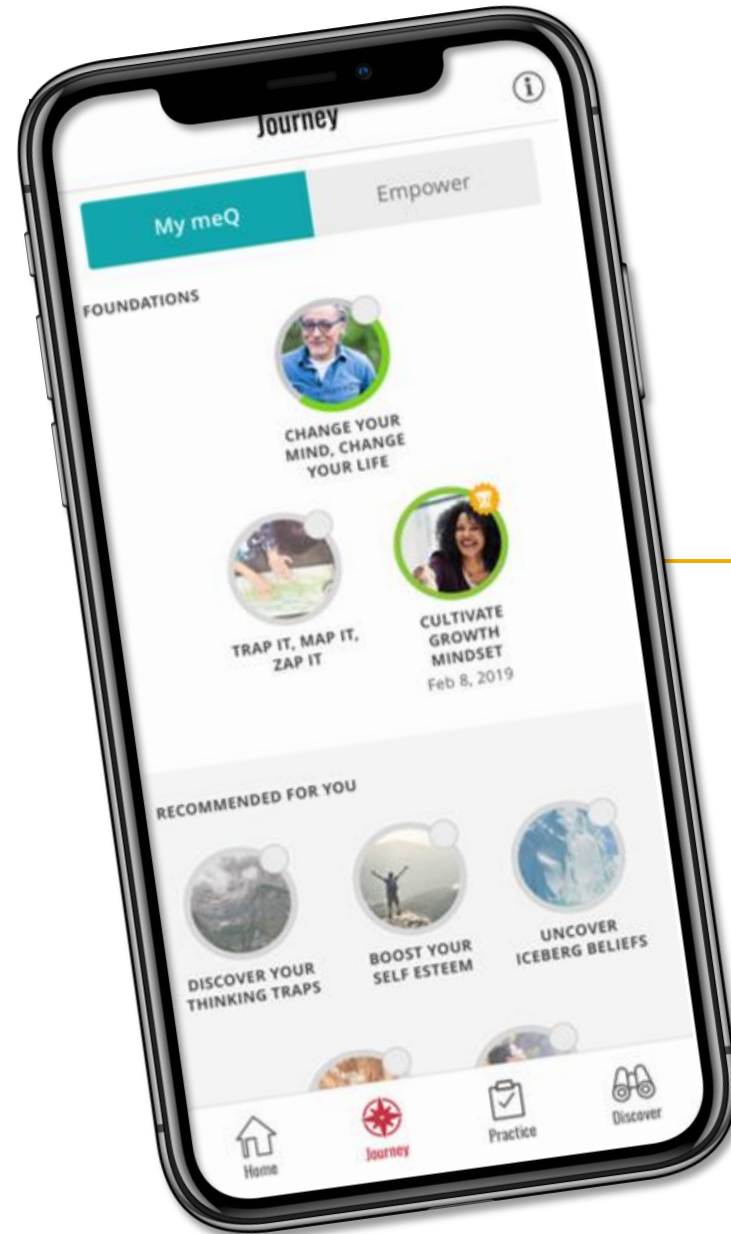 Journey
My meQ
Empower
FOUNDATIONS
CHANGE YOUR
MIND, CHANGE
YOUR LIFE
TRAP IT, MAP IT,
ZAP IT
CULTIVATE
GROWTH
MINDSET
Feb 8, 2019
RECOMMENDED FOR YOU
DISCOVER YOUR
THINKING TRAPS
BOOST YOUR
SELF ESTEEM
UNCOVER
ICEBERG BELIEFS
Home
Journey
Practice
Discover